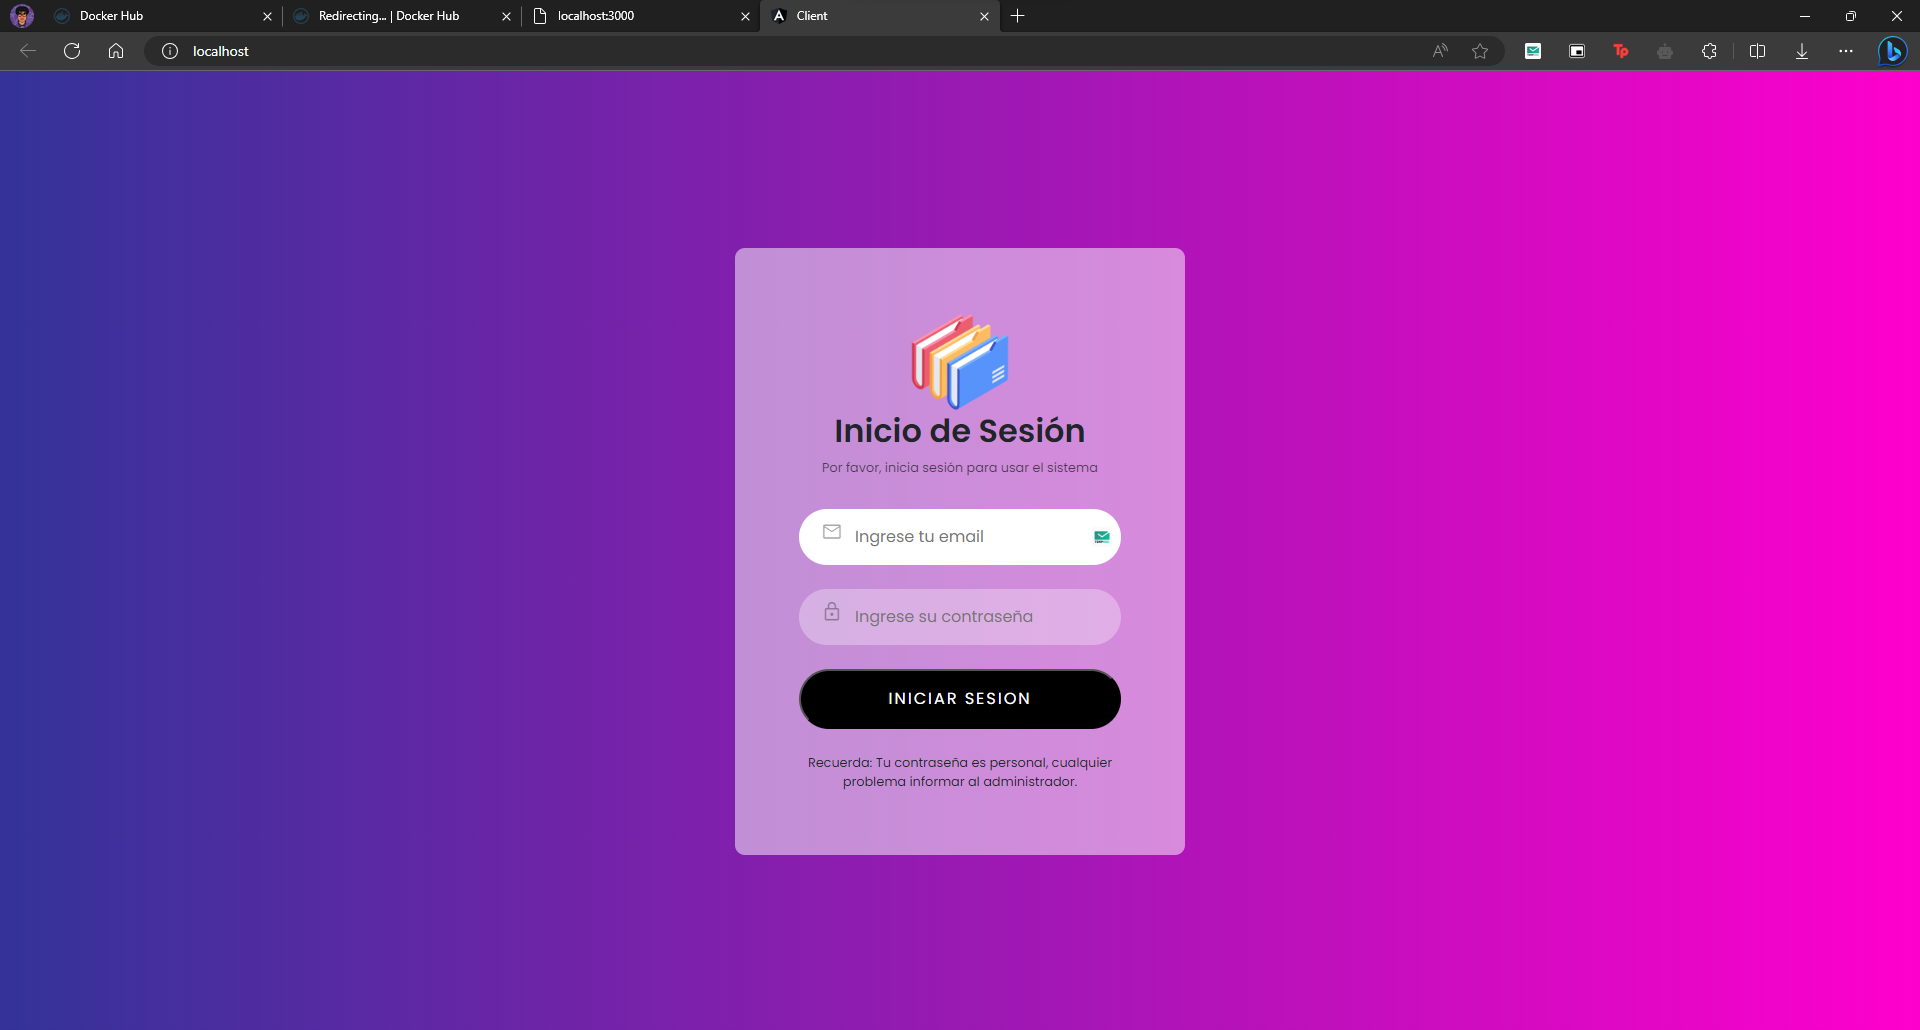 Docker Hub
Redirecting... | Docker Hub
localhost:3000
Client
localhost
Inicio de Sesión
Por favor, inicia sesión para usar el sistema
Ingrese tu email
Ingrese su contraseña
INICIAR SESION
Recuerda: Tu contraseña es personal, cualquier
problema informar al administrador.